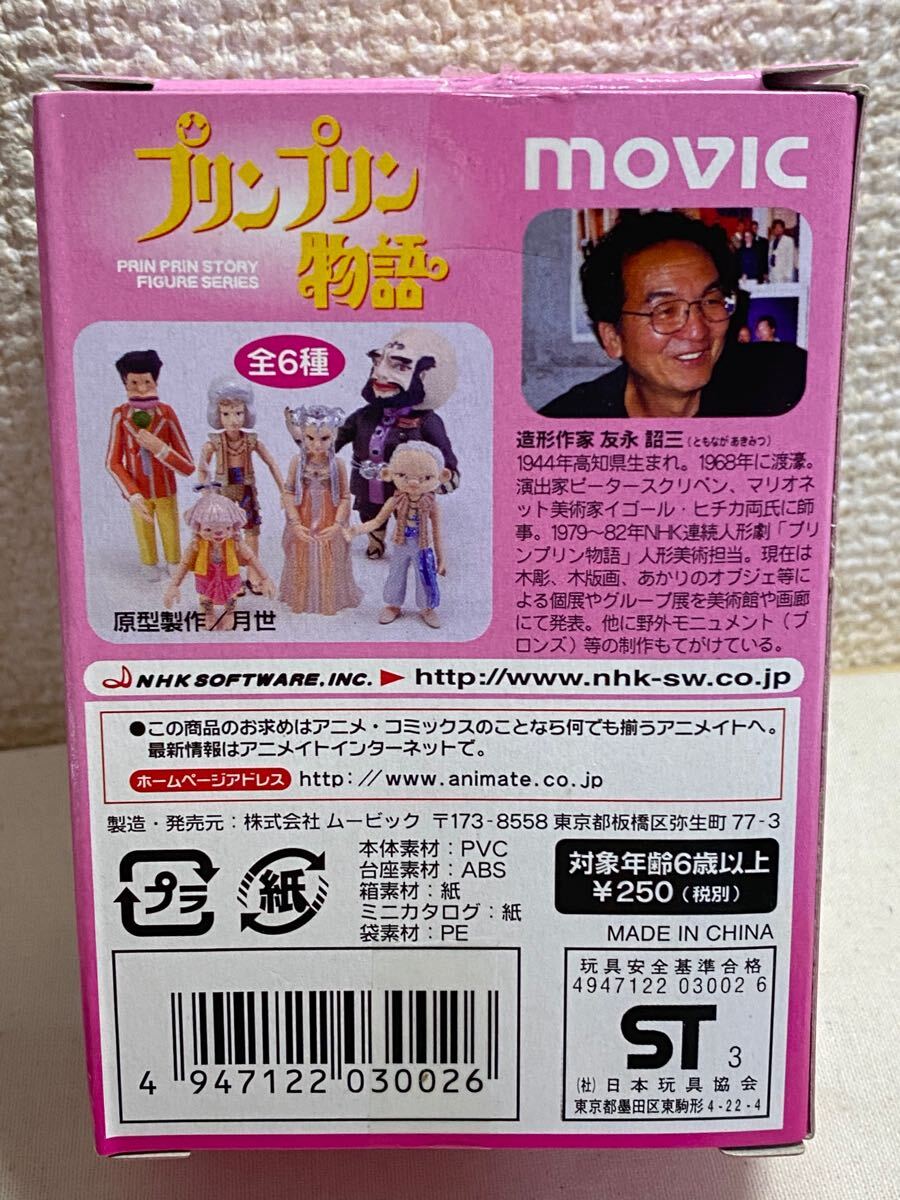 プリンプリン
物語
PRIN PRIN STORY
FIGURE SERIES
movic
全6種
原型製作/月世
造形作家 友永 詔三(ともなが あきみつ)
1944年高知県生まれ。1968年に渡濠。
演出家ピータースクリベン、マリオネ
ット美術家イゴール・ヒチカ両氏に師
事。1979〜82年NHK連続人形劇「プリ
ンプリン物語」人形美術担当。現在は
木彫、木版画、あかりのオブジェ等に
よる個展やグループ展を美術館や画廊
にて発表。他に野外モニュメント(ブ
ロンズ)等の制作もてがけている。
NHK SOFTWARE, INC. ▶ http://www.nhk-sw.co.jp
●この商品のお求めはアニメ・コミックスのことなら何でも揃うアニメイトへ。
最新情報はアニメイトインターネットで。
ホームページアドレス http://www.animate.co.jp
製造・発売元:株式会社 ムービック 〒173-8558 東京都板橋区弥生町 77-3
プラ
紙
本体素材:PVC
台座素材:ABS
箱素材:紙
ミニカタログ:紙
袋素材:PE
対象年齢6歳以上
¥250(税別)
MADE IN CHINA
4 947122 030026
玩具安全基準合格
4947122 03002 6
ST 3
(社)日本玩具協会
東京都墨田区東駒形 4-22-4